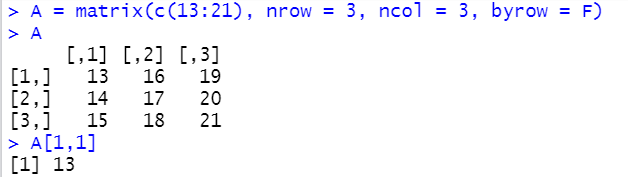 > A = matrix(c(13:21), nrow = 3, ncol = 3, byrow = F)
> A
     [,1] [,2] [,3]
[1,]   13   16   19
[2,]   14   17   20
[3,]   15   18   21
> A[1,1]
[1] 13